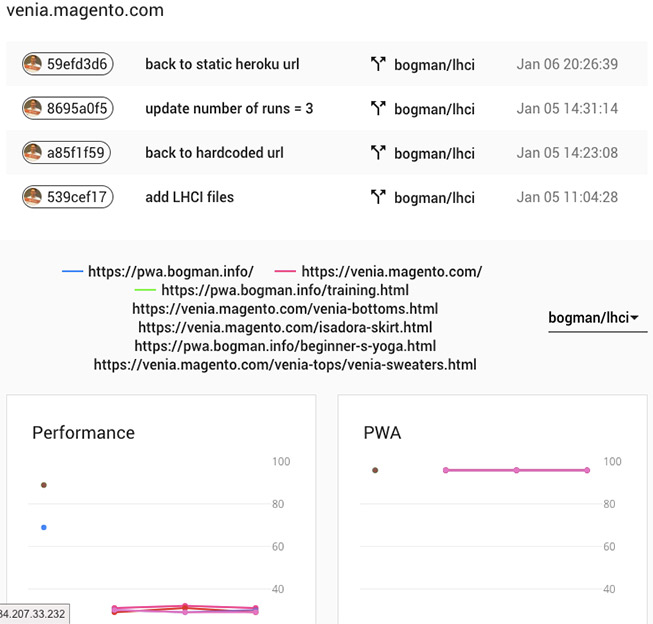 venia.magento.com
59efd3d6 back to static heroku url bogman/lhci Jan 06 20:26:39
8695a0f5 update number of runs = 3 bogman/lhci Jan 05 14:31:14
a85f1f59 back to hardcoded url bogman/lhci Jan 05 14:23:08
539cef17 add LHCI files bogman/lhci Jan 05 11:04:28
https://pwa.bogman.info/ https://venia.magento.com/
https://pwa.bogman.info/training.html
https://venia.magento.com/venia-bottoms.html
bogman/lhci
https://venia.magento.com/isadora-skirt.html
https://pwa.bogman.info/beginner-s-yoga.html
https://venia.magento.com/venia-tops/venia-sweaters.html
Performance
100
80
60
40
PWA
100
80
60
40
34.207.33.232